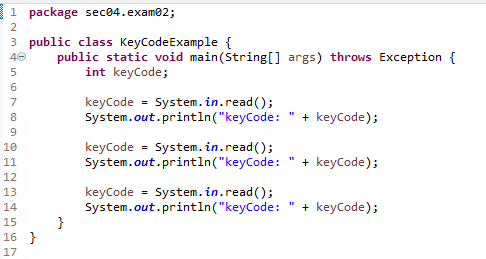 1 package sec04.exam02;
2
3 public class KeyCodeExample {
4 public static void main(String[] args) throws Exception {
5 int keyCode;
6
7 keyCode = System.in.read();
8 System.out.println("keyCode: " + keyCode);
9
10 keyCode = System.in.read();
11 System.out.println("keyCode: " + keyCode);
12
13 keyCode = System.in.read();
14 System.out.println("keyCode: " + keyCode);
15 }
16 }
17